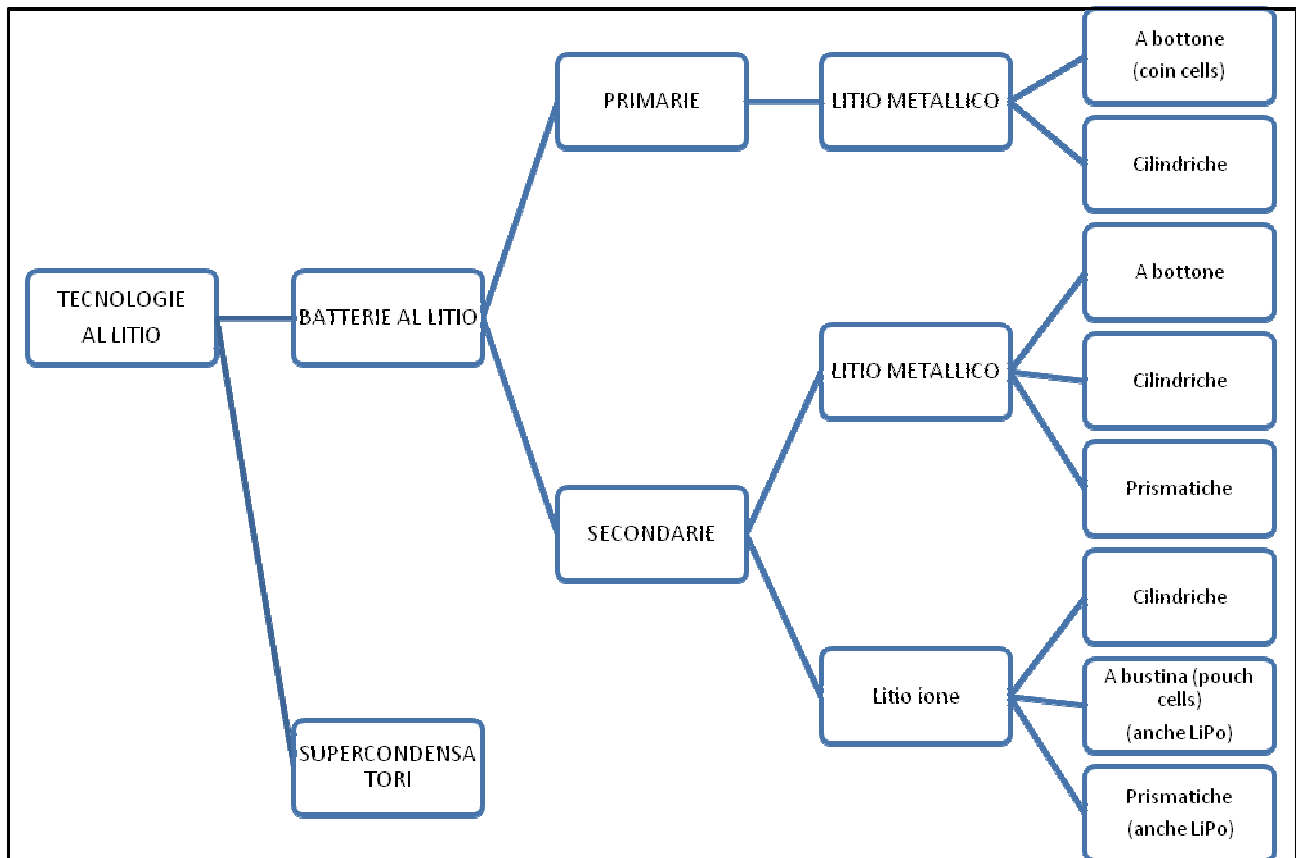 TECNOLOGIE
AL LITIO
BATTERIE AL LITIO
SUPERCONDENSA
TORI
PRIMARIE
SECONDARIE
LITIO METALLICO
LITIO METALLICO
Litio ione
A bottone
(coin cells)
Cilindriche
A bottone
Cilindriche
Prismatiche
Cilindriche
A bustina (pouch
cells)
(anche LiPo)
Prismatiche
(anche LiPo)